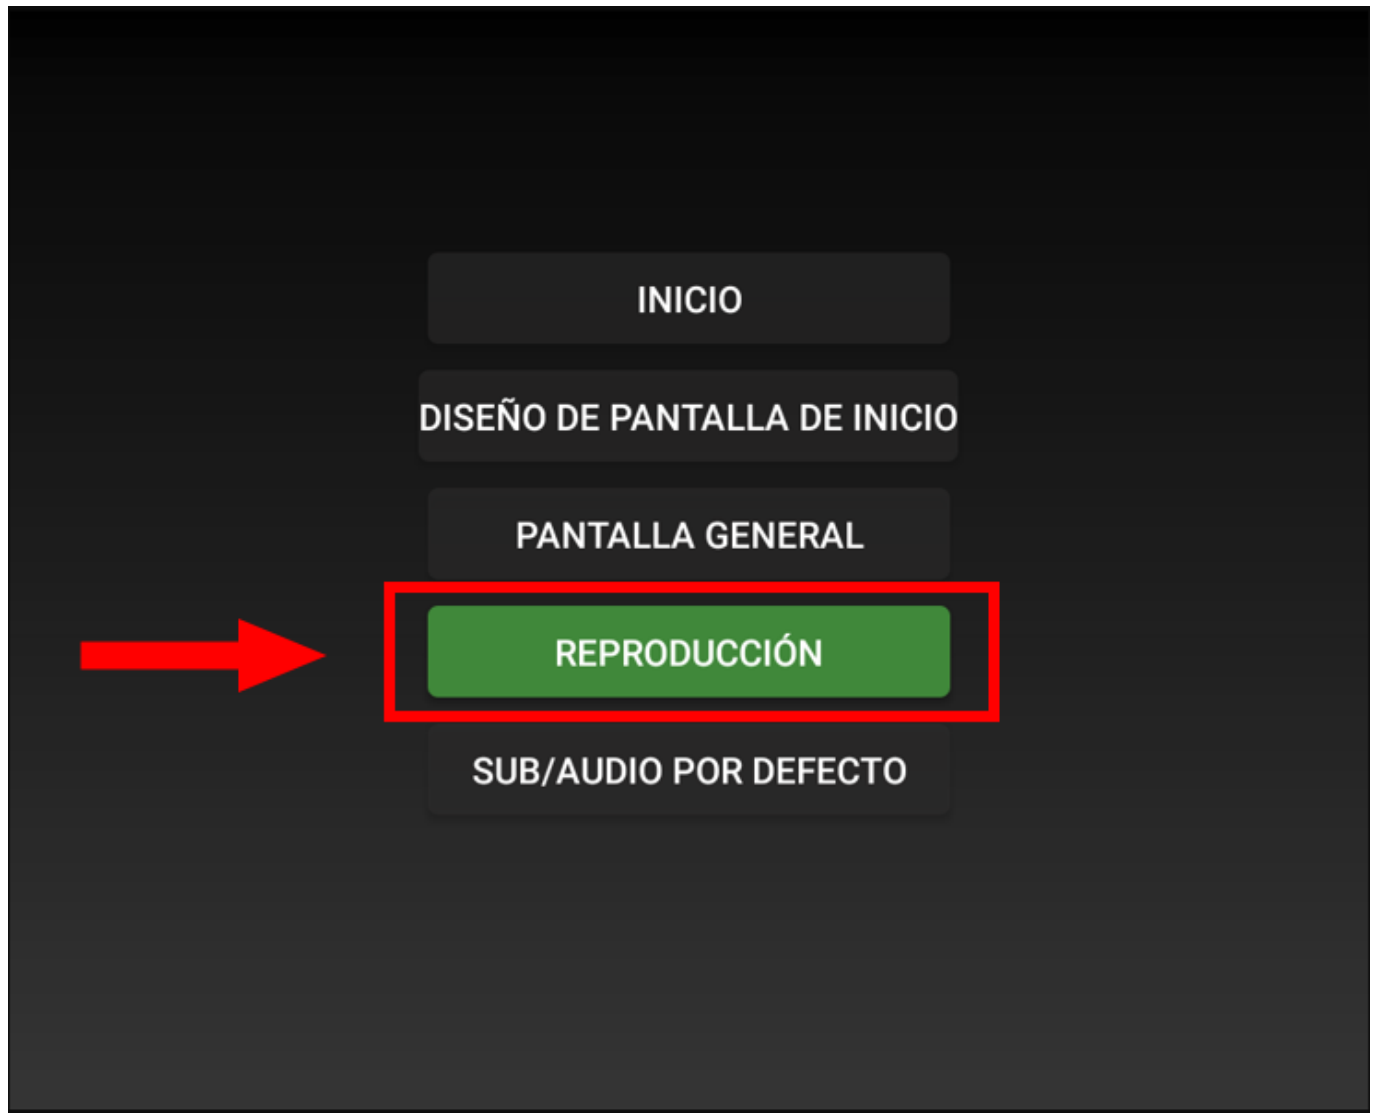 INICIO
DISEÑO DE PANTALLA DE INICIO
PANTALLA GENERAL
REPRODUCCIÓN
SUB/AUDIO POR DEFECTO